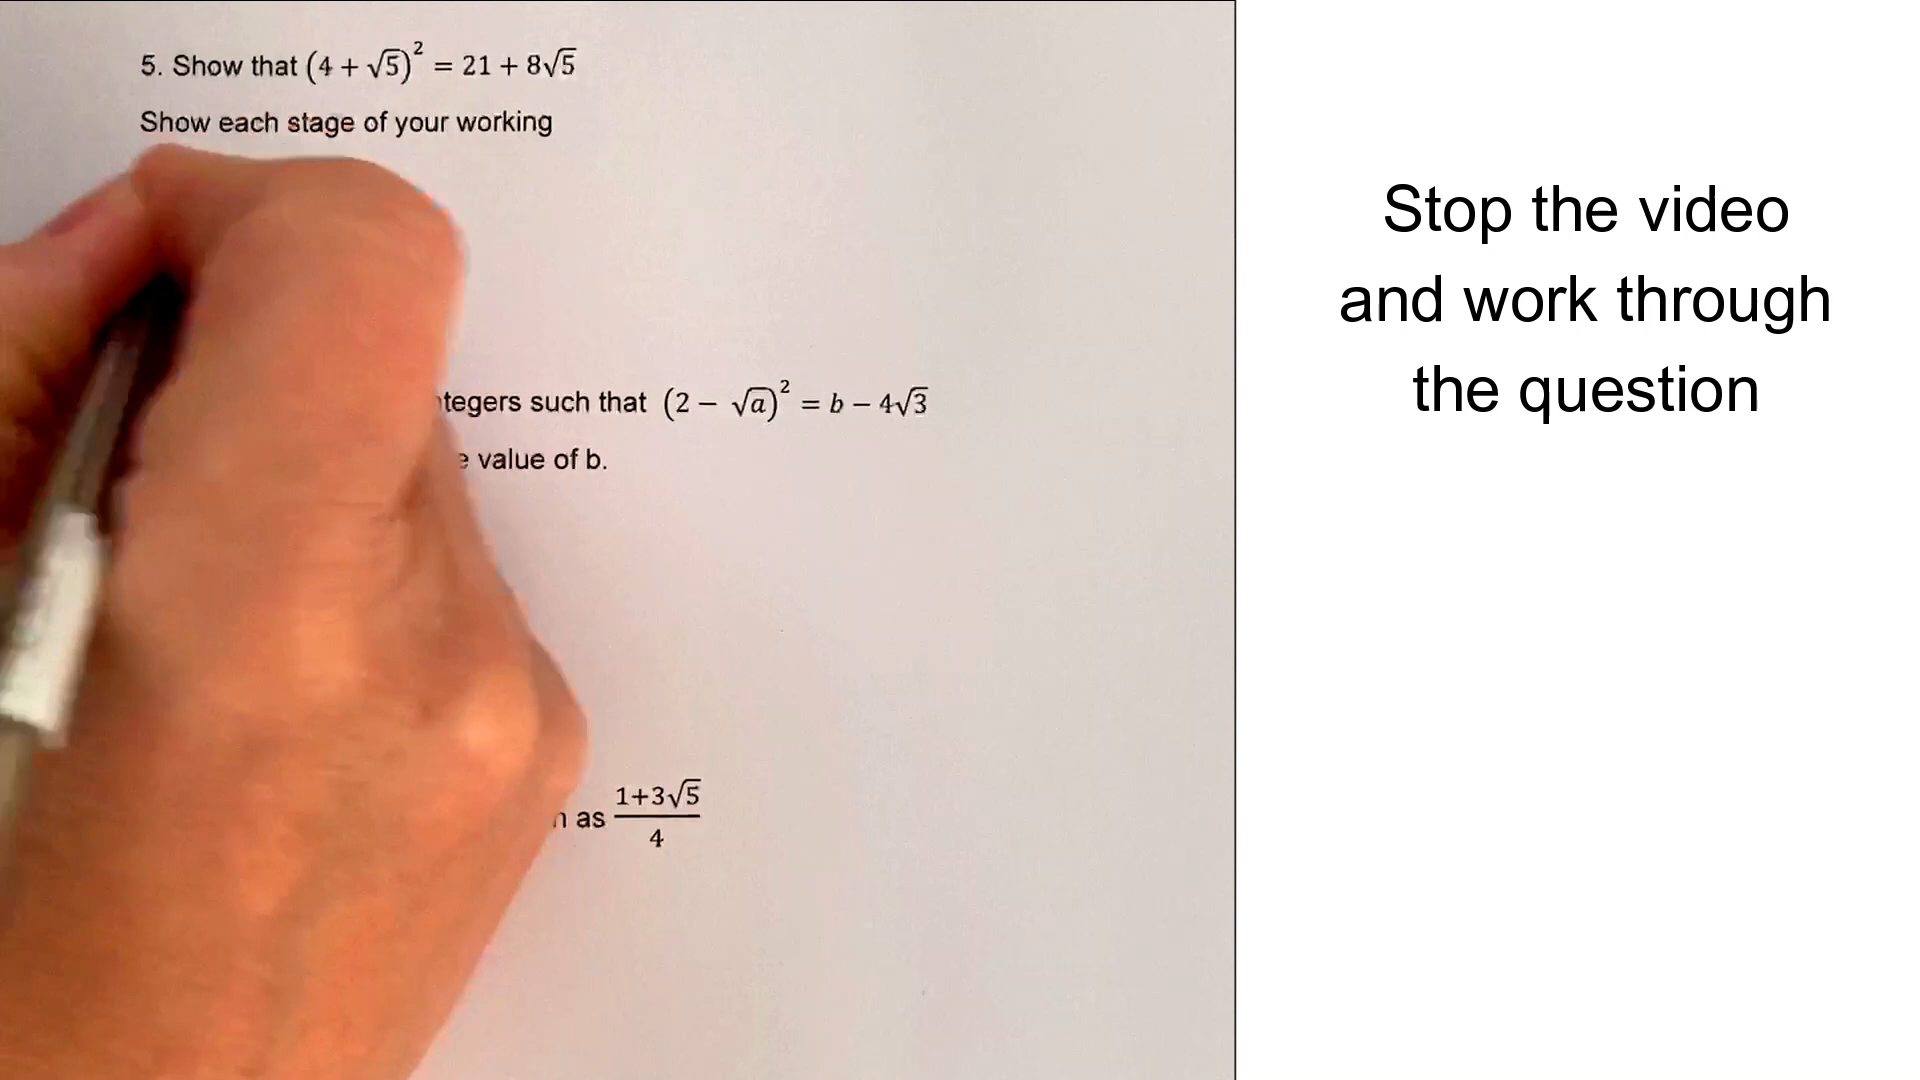 5. Show that (4 + √5)² = 21 + 8√5
Show each stage of your working
tegers such that (2 − √a)² = b − 4√3
value of b.
as (1+3√5)/4
Stop the video
and work through
the question